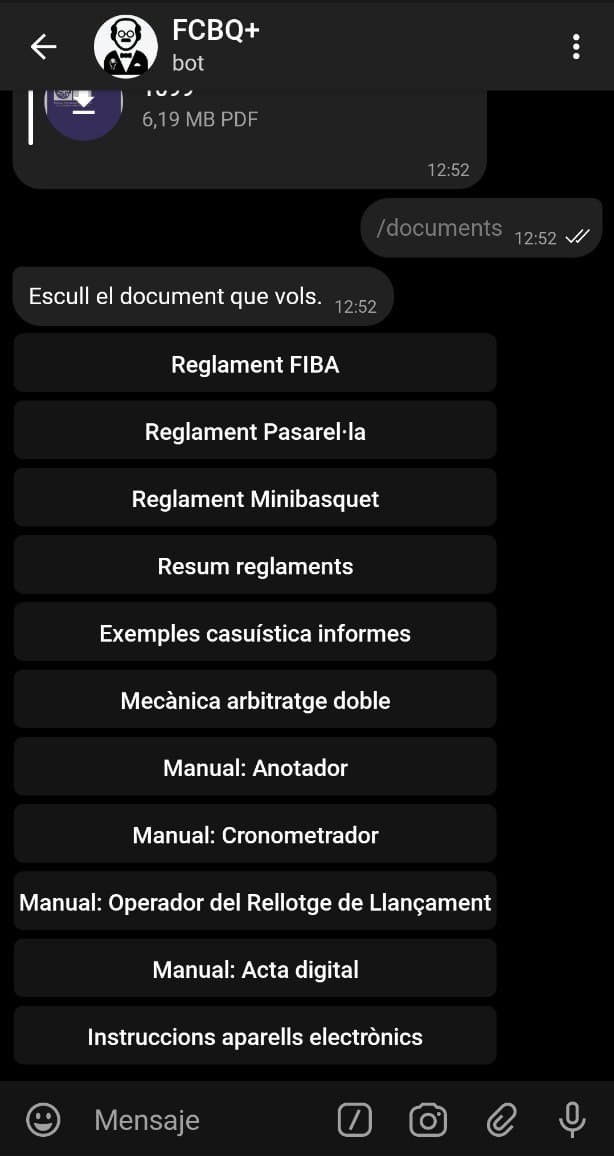 FCBQ+
bot
6,19 MB PDF
12:52
/documents 12:52
Escull el document que vols. 12:52
Reglament FIBA
Reglament Pasarel·la
Reglament Minibasquet
Resum reglaments
Exemples casuística informes
Mecànica arbitratge doble
Manual: Anotador
Manual: Cronometrador
Manual: Operador del Rellotge de Llançament
Manual: Acta digital
Instruccions aparells electrònics
Mensaje